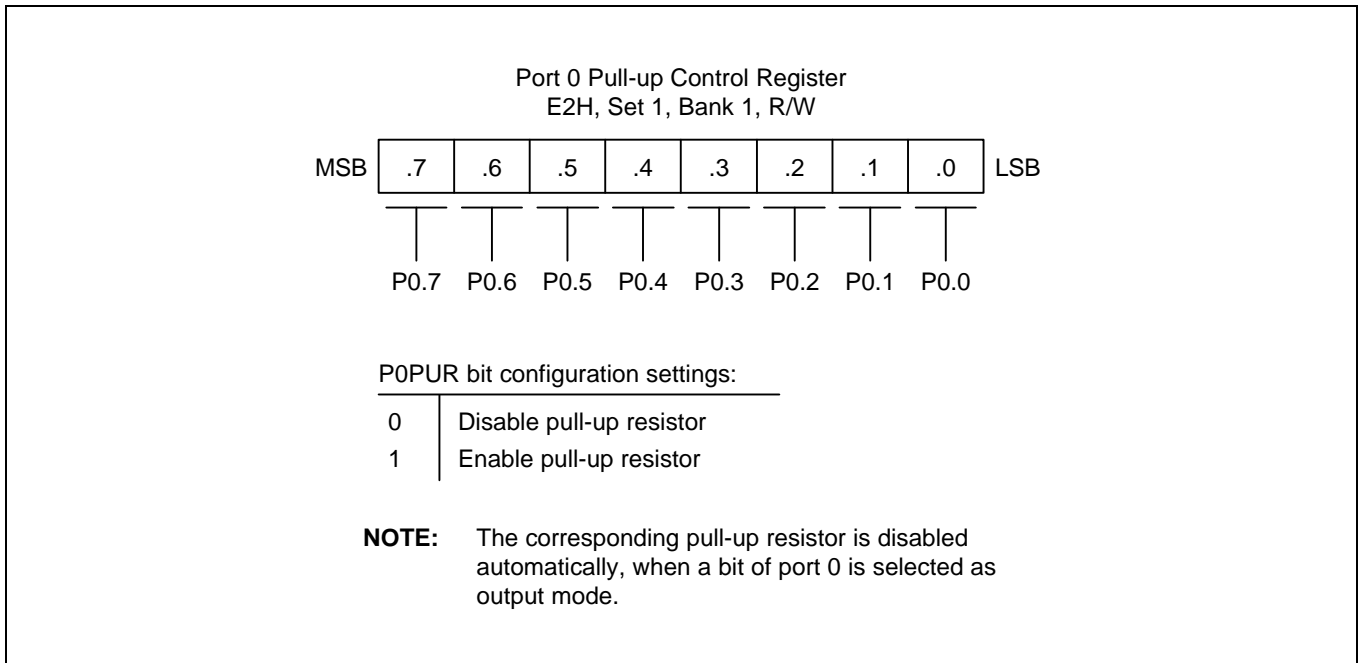 Port 0 Pull-up Control Register
E2H, Set 1, Bank 1, R/W
MSB .7 .6 .5 .4 .3 .2 .1 .0 LSB
P0.7 P0.6 P0.5 P0.4 P0.3 P0.2 P0.1 P0.0
P0PUR bit configuration settings:
0 Disable pull-up resistor
1 Enable pull-up resistor
NOTE: The corresponding pull-up resistor is disabled
automatically, when a bit of port 0 is selected as
output mode.